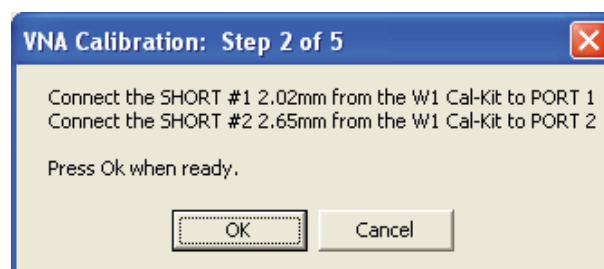 VNA Calibration: Step 2 of 5
Connect the SHORT #1 2.02mm from the W1 Cal-Kit to PORT 1
Connect the SHORT #2 2.65mm from the W1 Cal-Kit to PORT 2
Press Ok when ready.
OK
Cancel